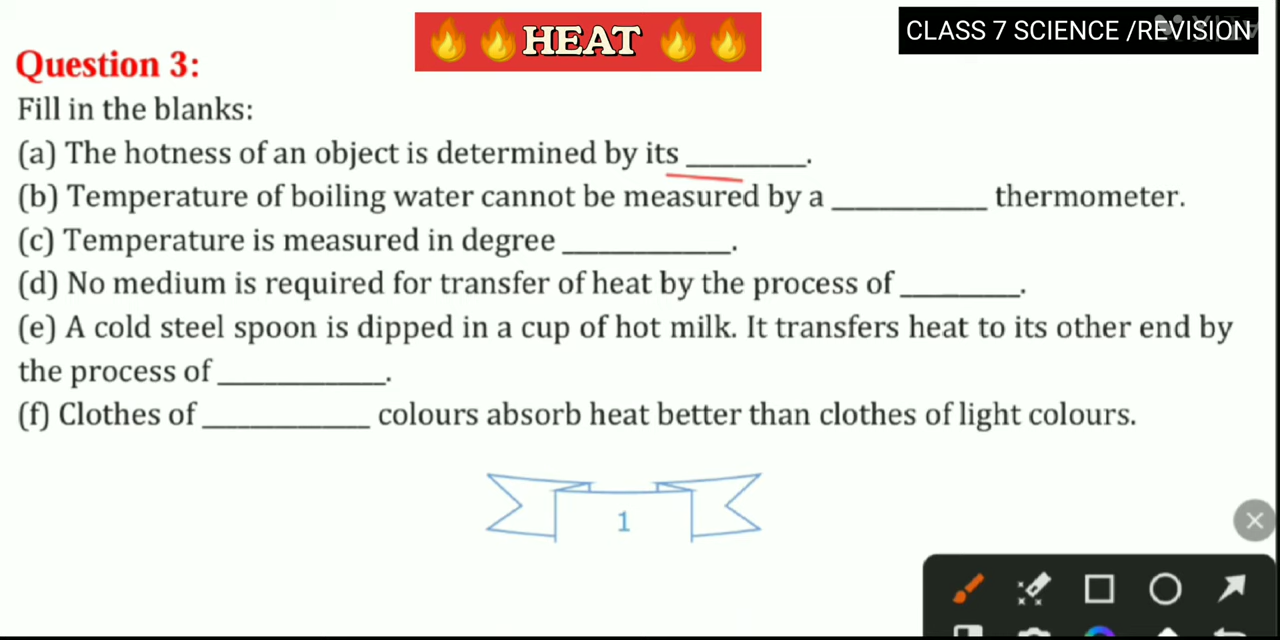 🔥🔥HEAT🔥🔥
CLASS 7 SCIENCE /REVISION
Question 3:
Fill in the blanks:
(a) The hotness of an object is determined by its ________.
(b) Temperature of boiling water cannot be measured by a __________ thermometer.
(c) Temperature is measured in degree ___________.
(d) No medium is required for transfer of heat by the process of ________.
(e) A cold steel spoon is dipped in a cup of hot milk. It transfers heat to its other end by
the process of ___________.
(f) Clothes of ___________ colours absorb heat better than clothes of light colours.
1